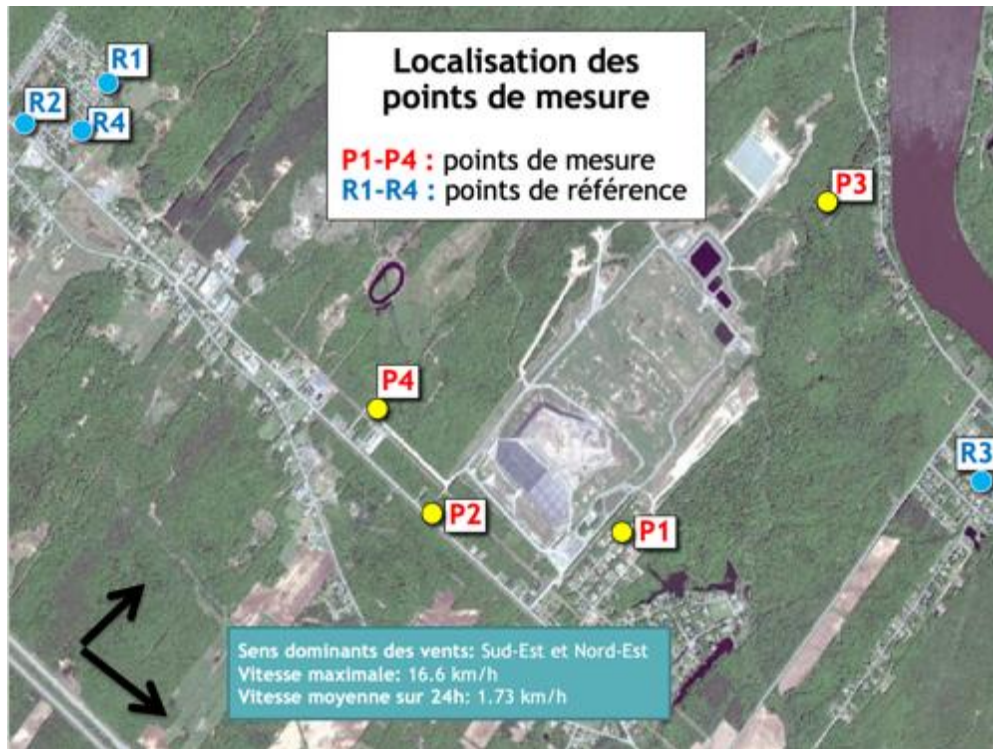 Localisation des
points de mesure
P1-P4 : points de mesure
R1-R4 : points de référence
R1
R2
R4
P3
P4
R3
P2
P1
Sens dominants des vents: Sud-Est et Nord-Est
Vitesse maximale: 16.6 km/h
Vitesse moyenne sur 24h: 1.73 km/h